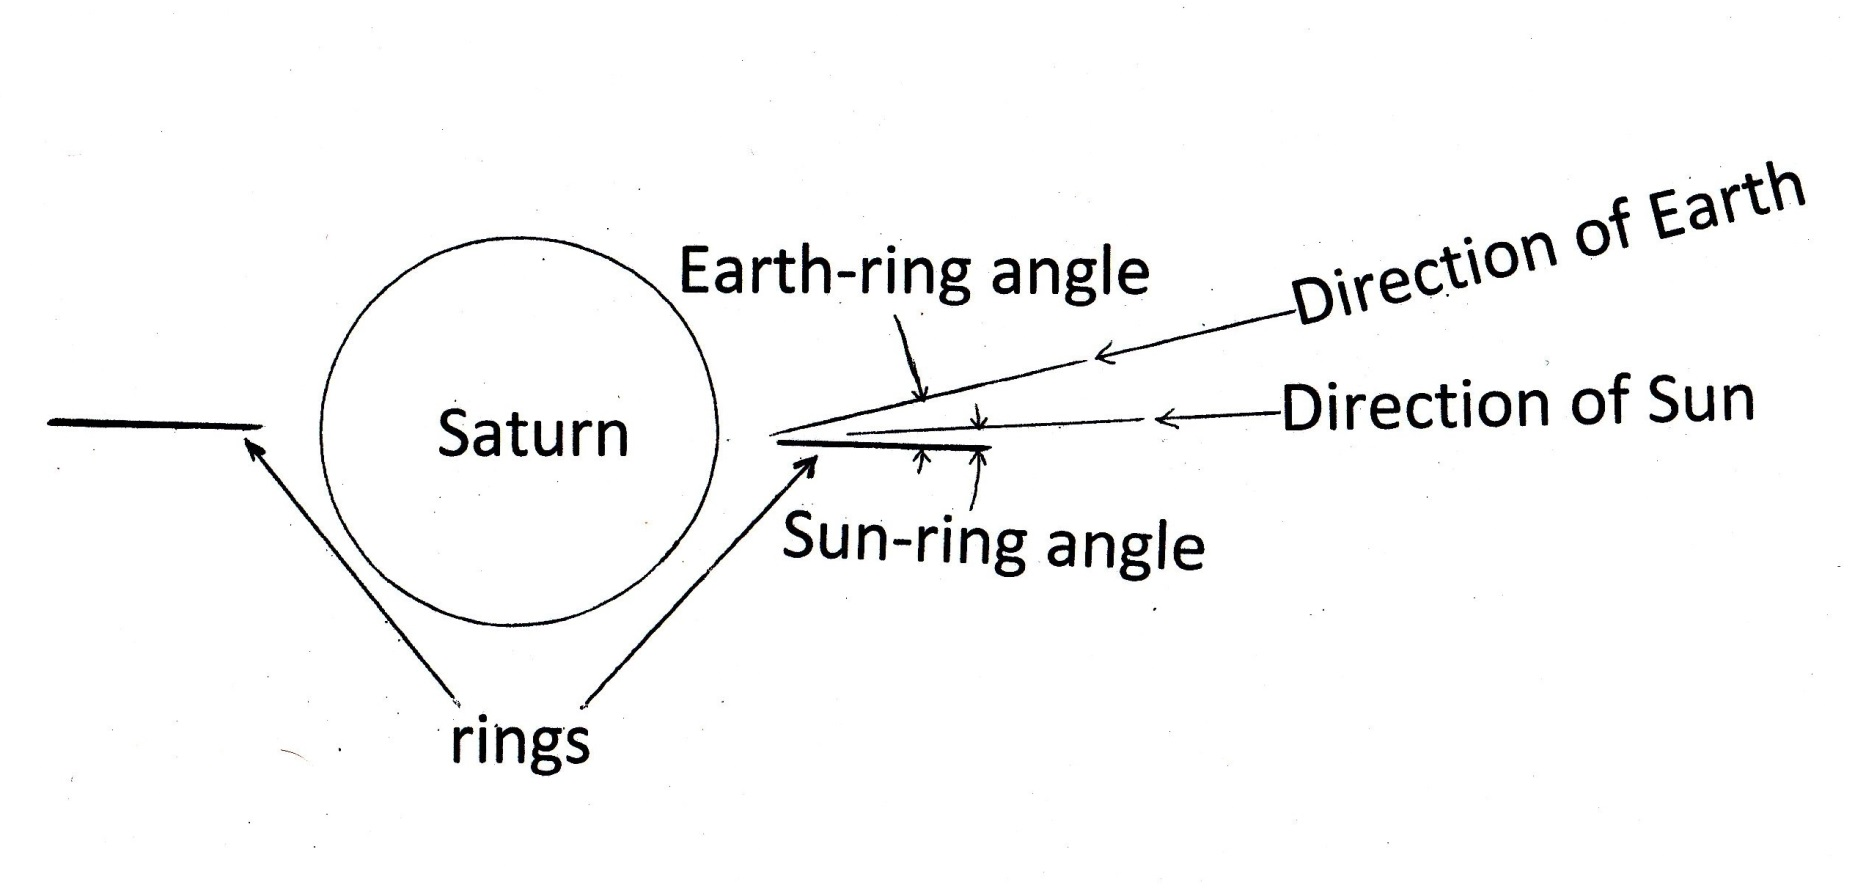 Earth-ring angle
Direction of Earth
Direction of Sun
Saturn
Sun-ring angle
rings